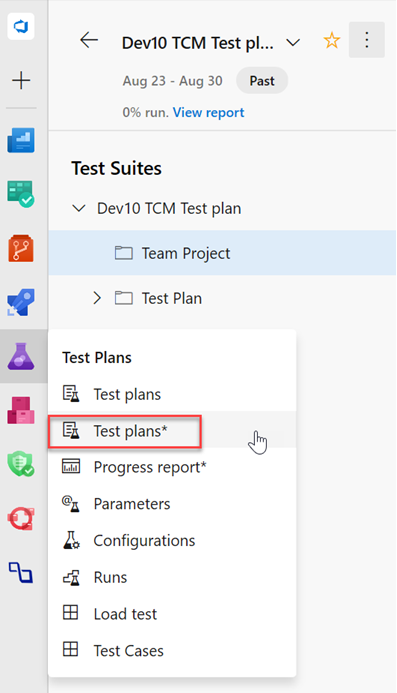 Dev10 TCM Test pl...
Aug 23 - Aug 30 Past
0% run. View report
Test Suites
Dev10 TCM Test plan
Team Project
Test Plan
Test Plans
Test plans
Test plans*
Progress report*
Parameters
Configurations
Runs
Load test
Test Cases